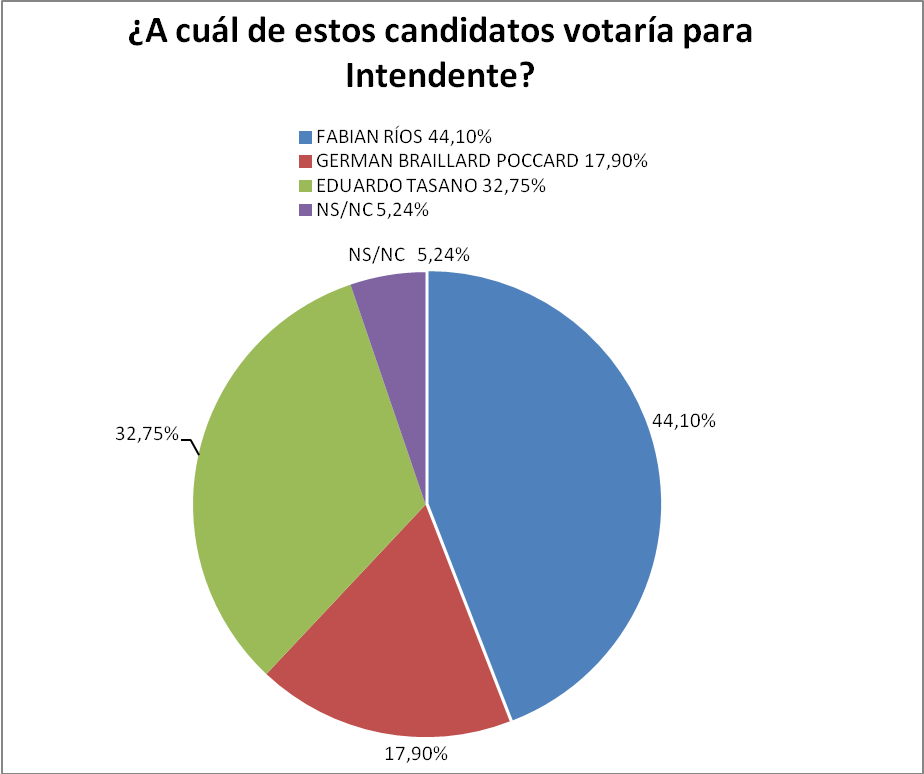 ¿A cuál de estos candidatos votaría para
Intendente?
FABIAN RÍOS 44,10%
GERMAN BRAILLARD POCCARD 17,90%
EDUARDO TASANO 32,75%
NS/NC 5,24%
NS/NC 5,24%
44,10%
32,75%
17,90%